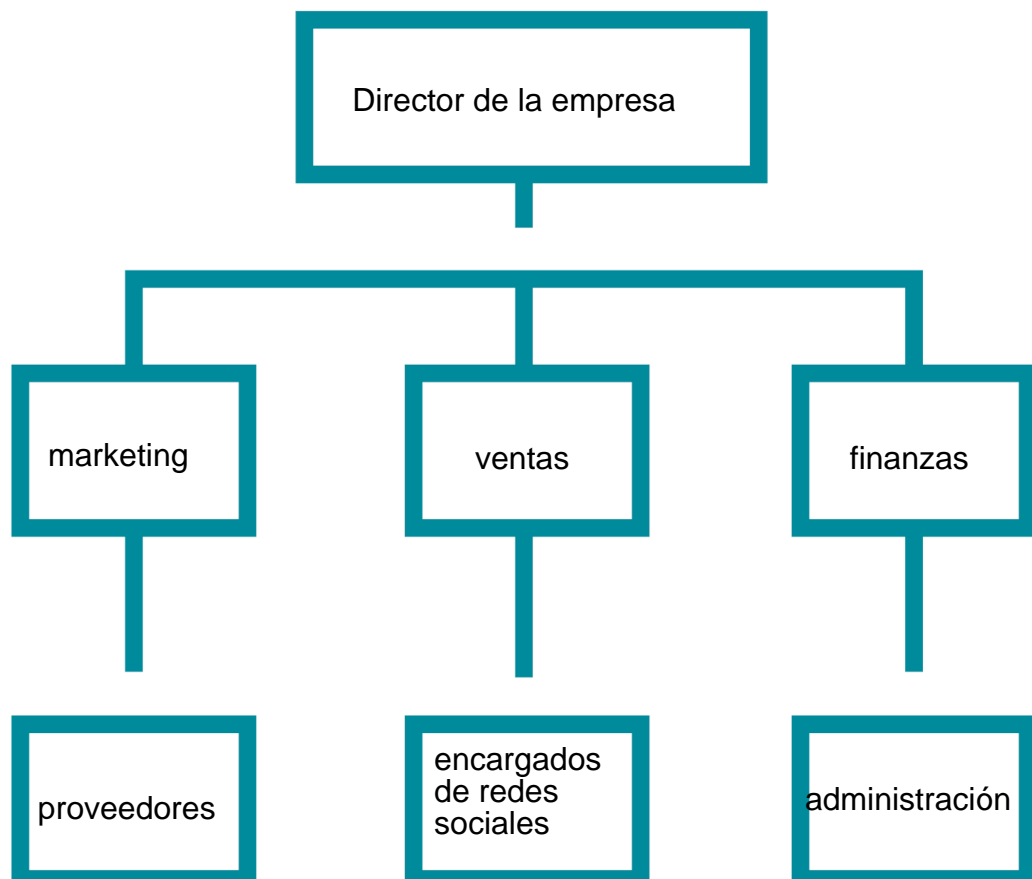 Director de la empresa
marketing
ventas
finanzas
proveedores
encargados
de redes
sociales
administración